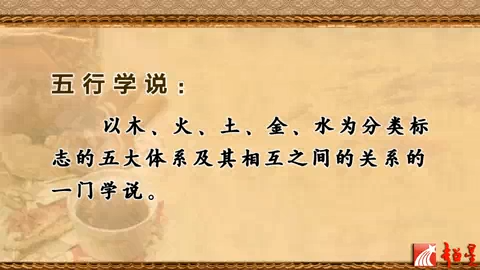 五行学说：
以木、火、土、金、水为分类标
志的五大体系及其相互之间的关系的
一门学说。